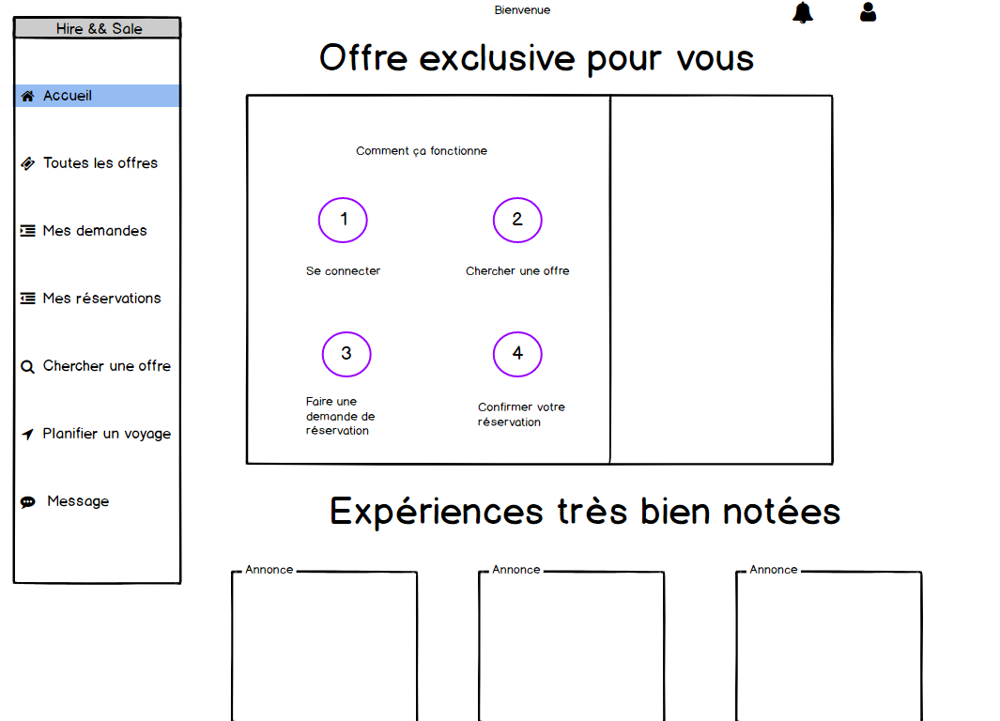 Bienvenue
Hire && Sale
Accueil
Toutes les offres
Mes demandes
Mes réservations
Chercher une offre
Planifier un voyage
Message
Offre exclusive pour vous
Comment ça fonctionne
1
2
Se connecter
Chercher une offre
3
4
Faire une
demande de
réservation
Confirmer votre
réservation
Expériences très bien notées
Annonce
Annonce
Annonce